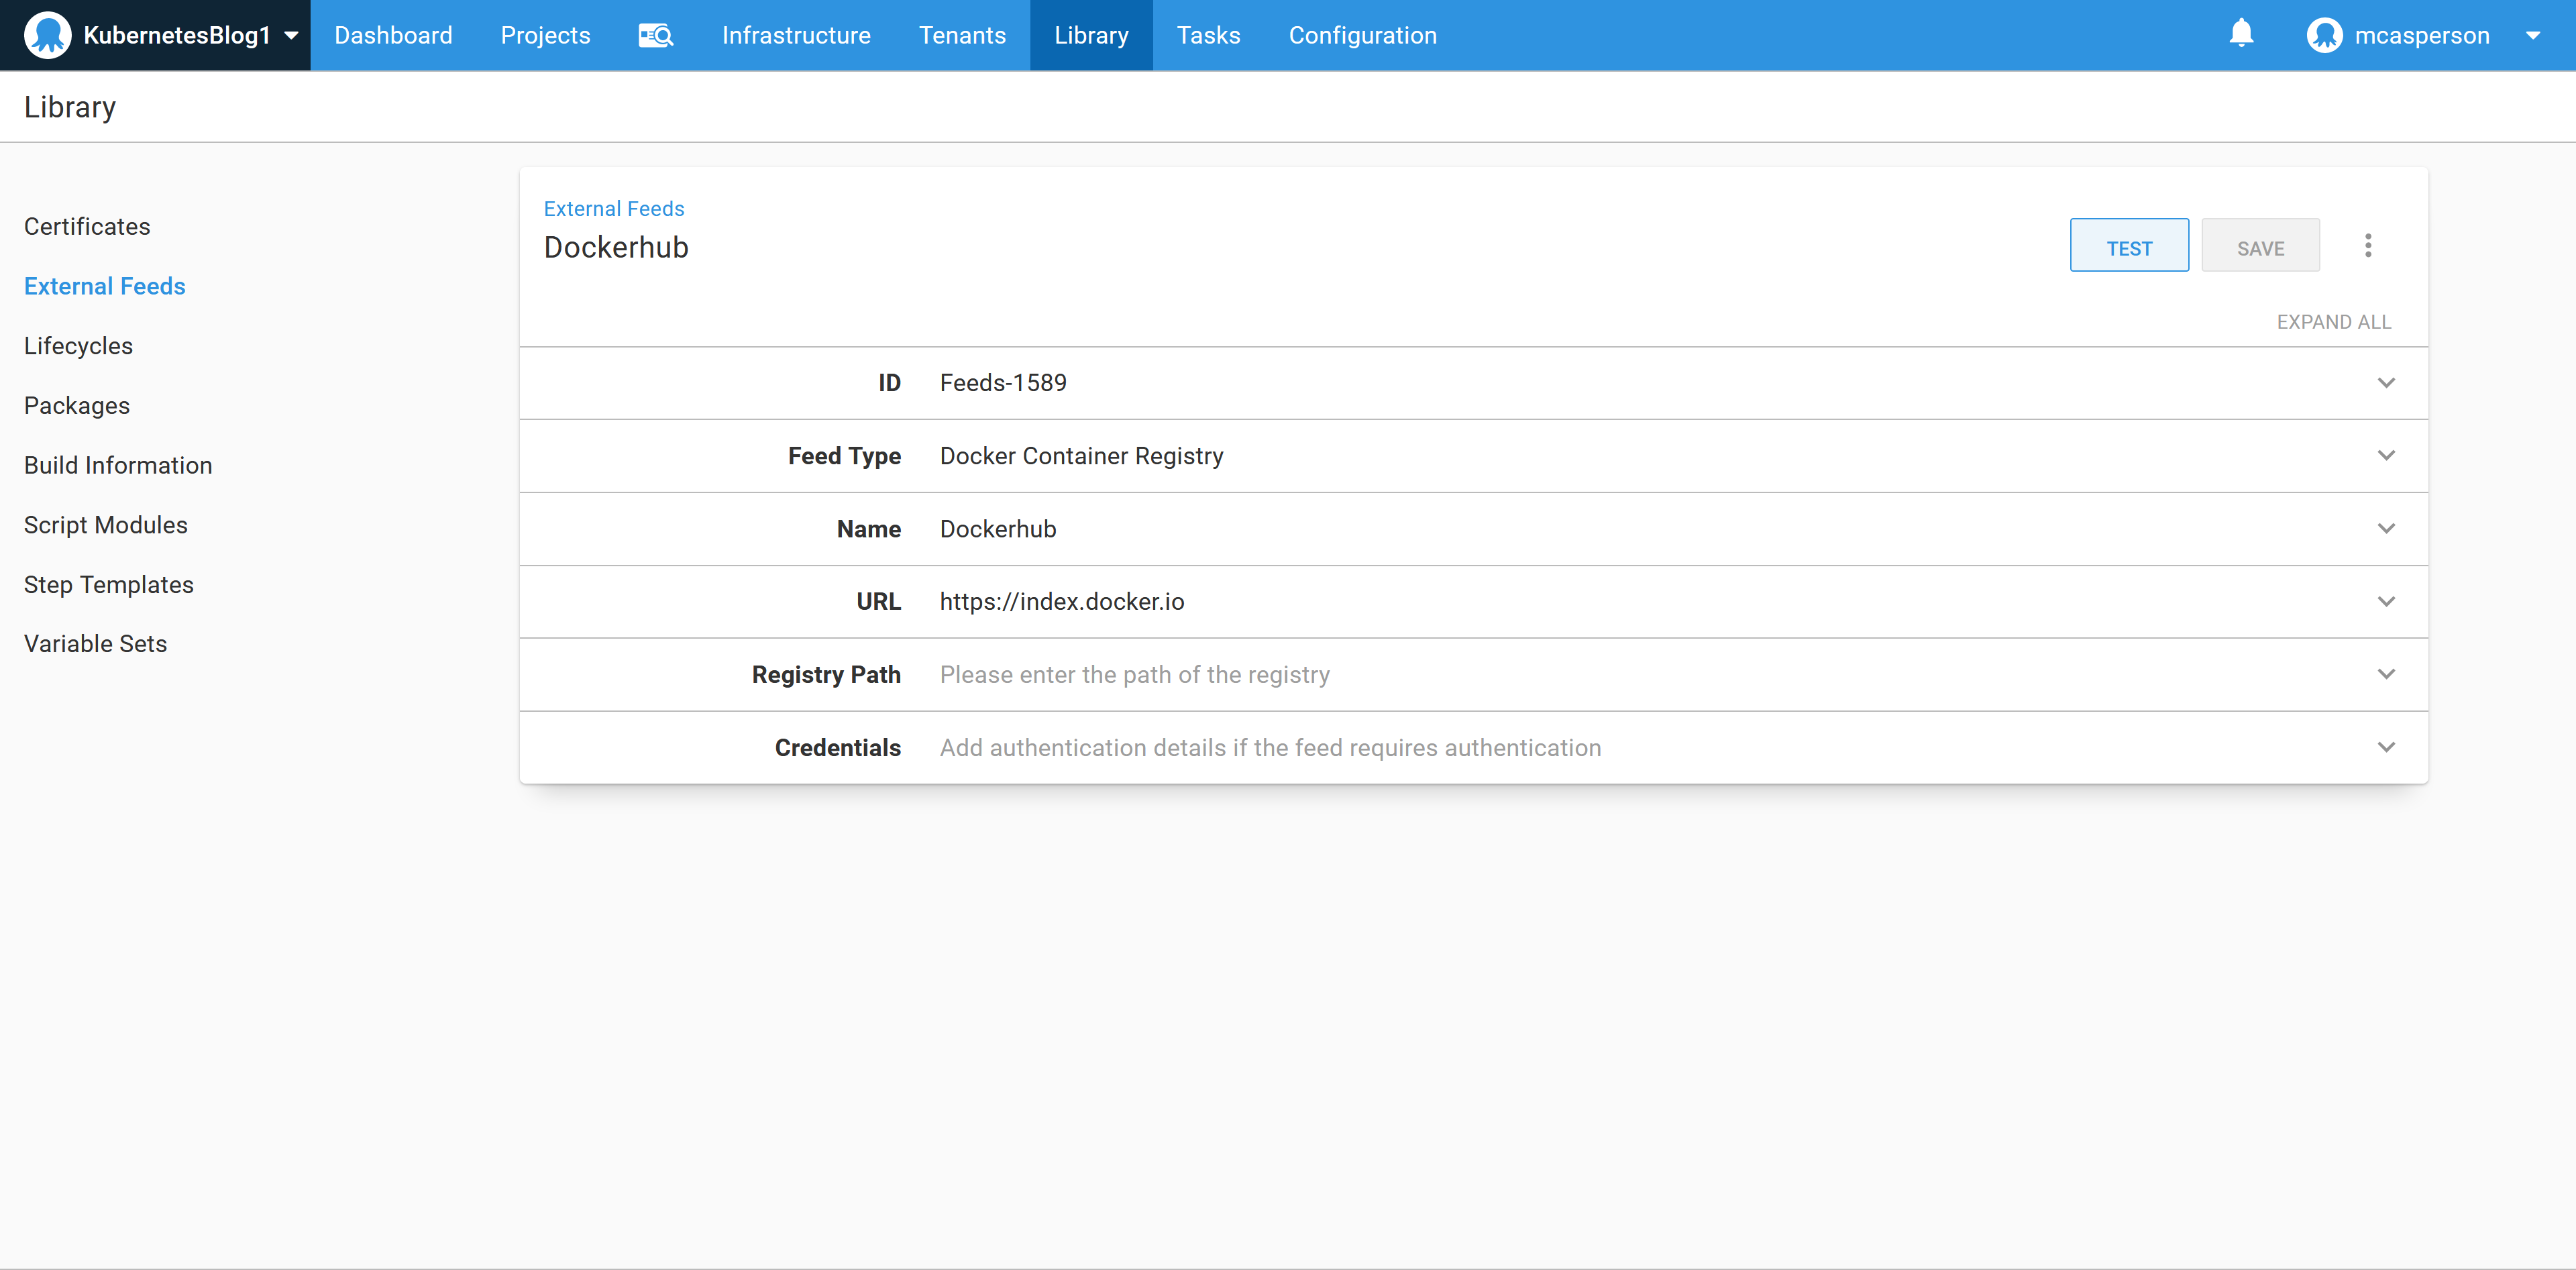 KubernetesBlog1 Dashboard Projects Infrastructure Tenants Library Tasks Configuration mcasperson
Library
Certificates
External Feeds
Lifecycles
Packages
Build Information
Script Modules
Step Templates
Variable Sets
External Feeds
Dockerhub
TEST SAVE
EXPAND ALL
ID Feeds-1589
Feed Type Docker Container Registry
Name Dockerhub
URL https://index.docker.io
Registry Path Please enter the path of the registry
Credentials Add authentication details if the feed requires authentication